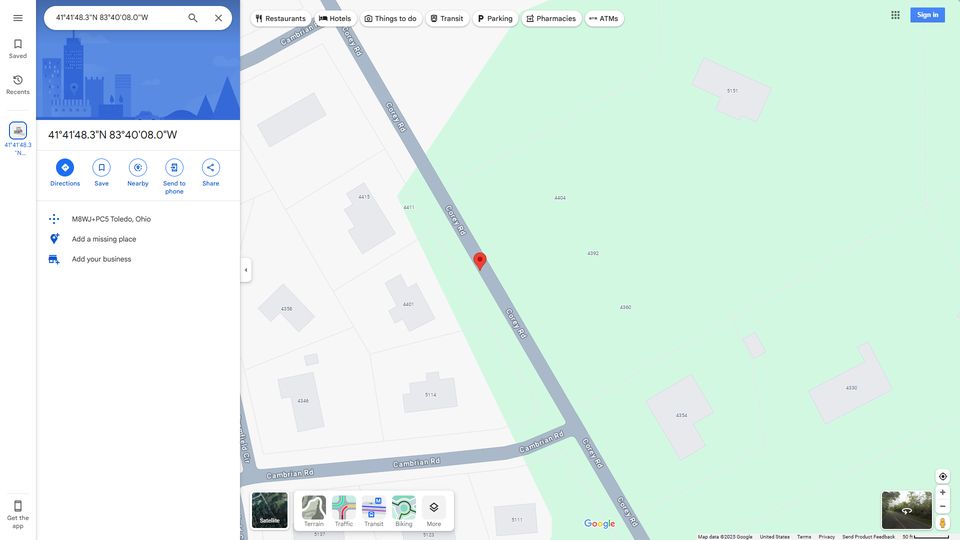 41°41'48.3"N 83°40'08.0"W
Restaurants
Hotels
Things to do
Transit
Parking
Pharmacies
ATMs
Sign in
Saved
Recents
41°41'48.3
"N...
41°41'48.3"N 83°40'08.0"W
Directions
Save
Nearby
Send to
phone
Share
M8WJ+PC5 Toledo, Ohio
Add a missing place
Add your business
Get the
app
Corey Rd
Corey Rd
Corey Rd
Corey Rd
Corey Rd
Corey Rd
Cambrian Rd
Cambrian Rd
Cambrian Rd
5151
4404
4415
4411
4392
4401
4358
4360
4330
4354
4346
5114
5111
5123
5137
Satellite
Terrain
Traffic
Transit
Biking
More
Google
Map data ©2025 Google
United States
Terms
Privacy
Send Product Feedback
50 ft